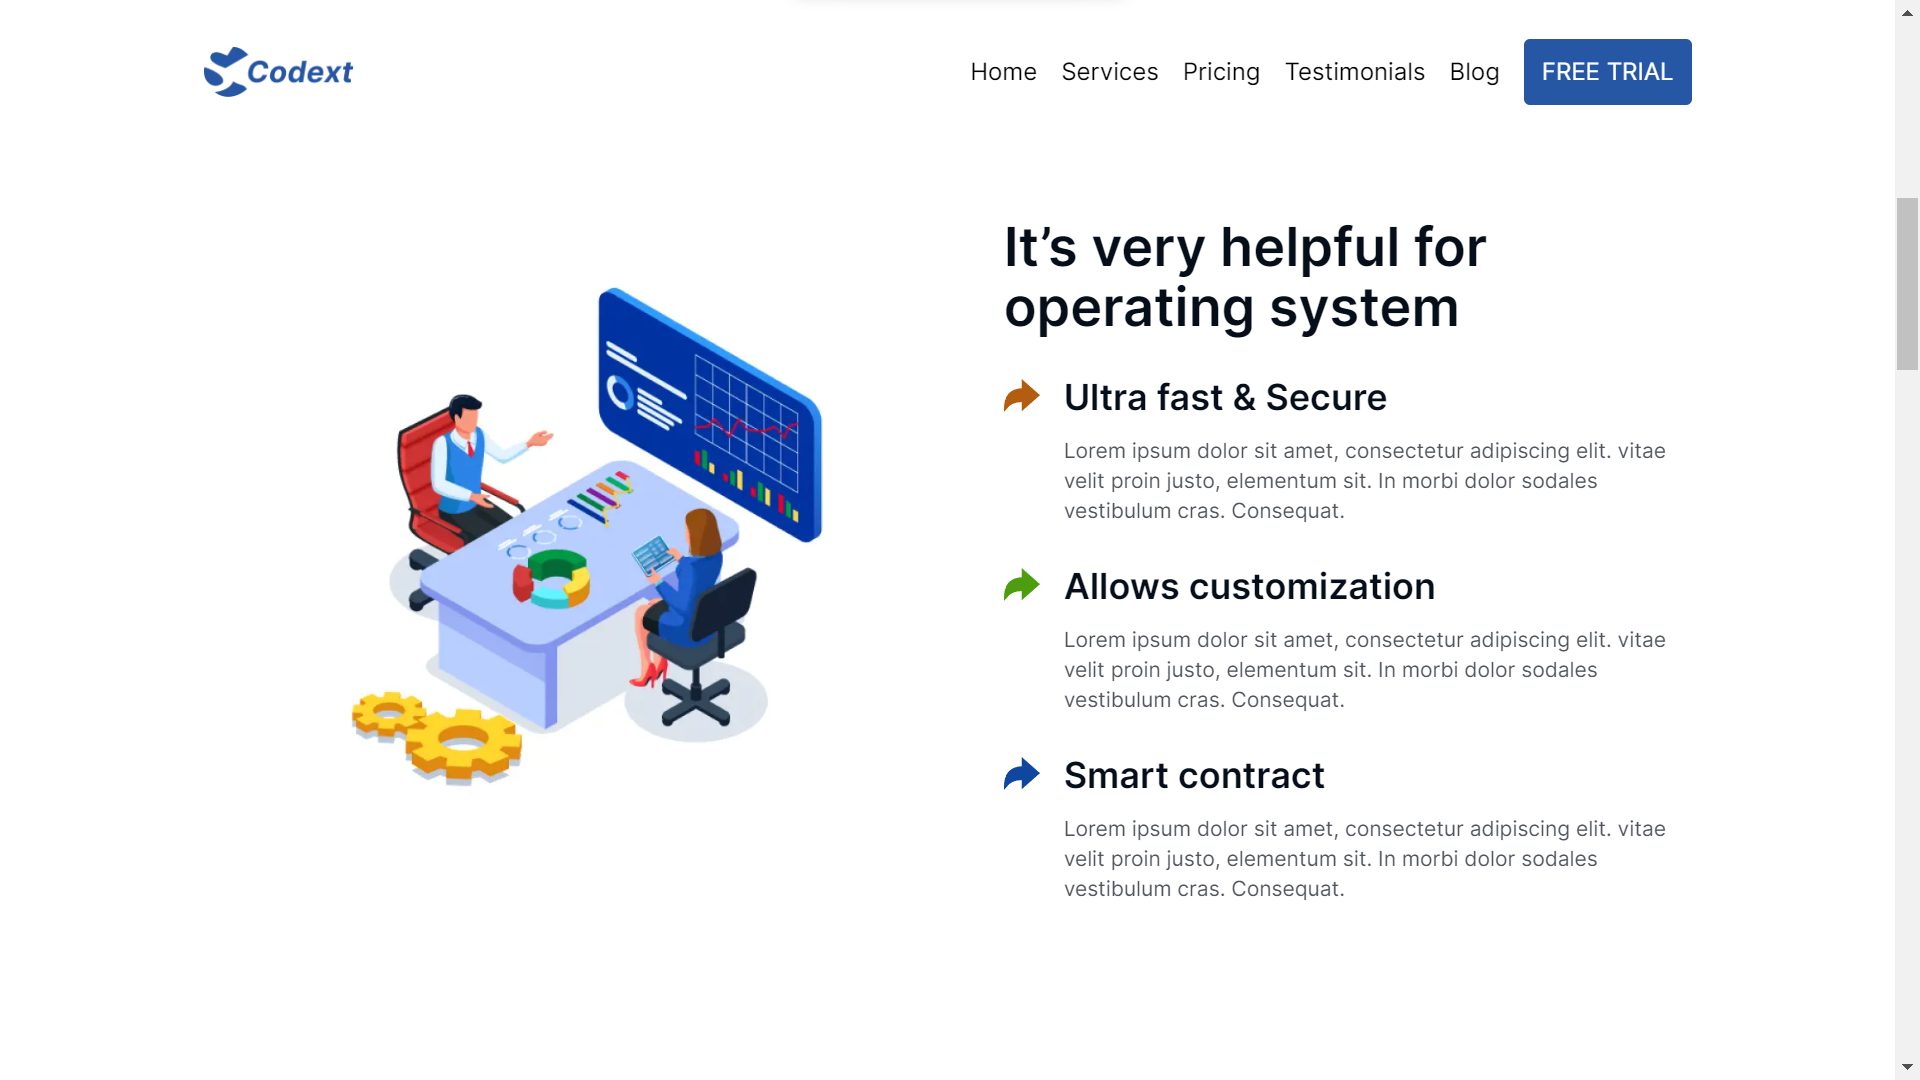 Codext
Home Services Pricing Testimonials Blog FREE TRIAL
It’s very helpful for
operating system
Ultra fast & Secure
Lorem ipsum dolor sit amet, consectetur adipiscing elit. vitae
velit proin justo, elementum sit. In morbi dolor sodales
vestibulum cras. Consequat.
Allows customization
Lorem ipsum dolor sit amet, consectetur adipiscing elit. vitae
velit proin justo, elementum sit. In morbi dolor sodales
vestibulum cras. Consequat.
Smart contract
Lorem ipsum dolor sit amet, consectetur adipiscing elit. vitae
velit proin justo, elementum sit. In morbi dolor sodales
vestibulum cras. Consequat.